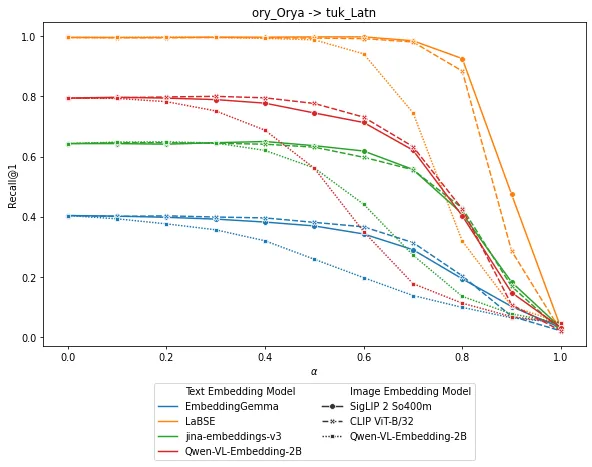 ory_Orya -> tuk_Latn
1.0
0.8
0.6
0.4
0.2
0.0
Recall@1
0.0 0.2 0.4 0.6 0.8 1.0
α
Text Embedding Model Image Embedding Model
EmbeddingGemma SigLIP 2 So400m
LaBSE CLIP ViT-B/32
jina-embeddings-v3 Qwen-VL-Embedding-2B
Qwen-VL-Embedding-2B